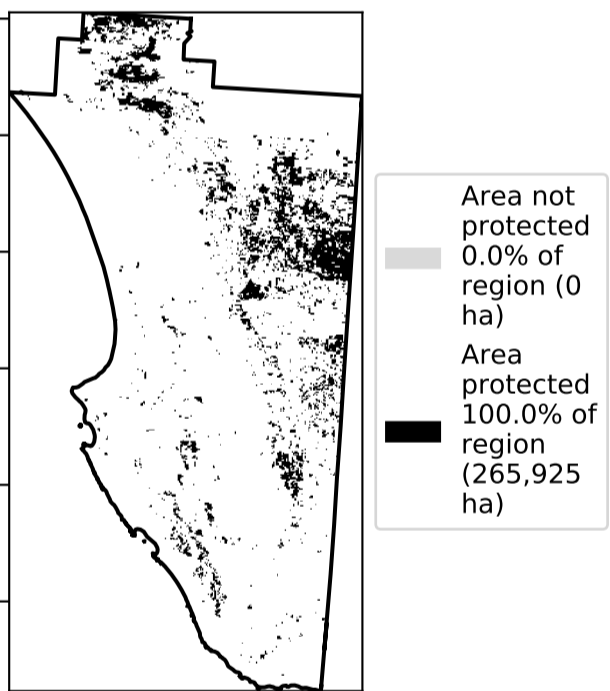 Area not
protected
0.0% of
region (0
ha)
Area
protected
100.0% of
region
(265,925
ha)